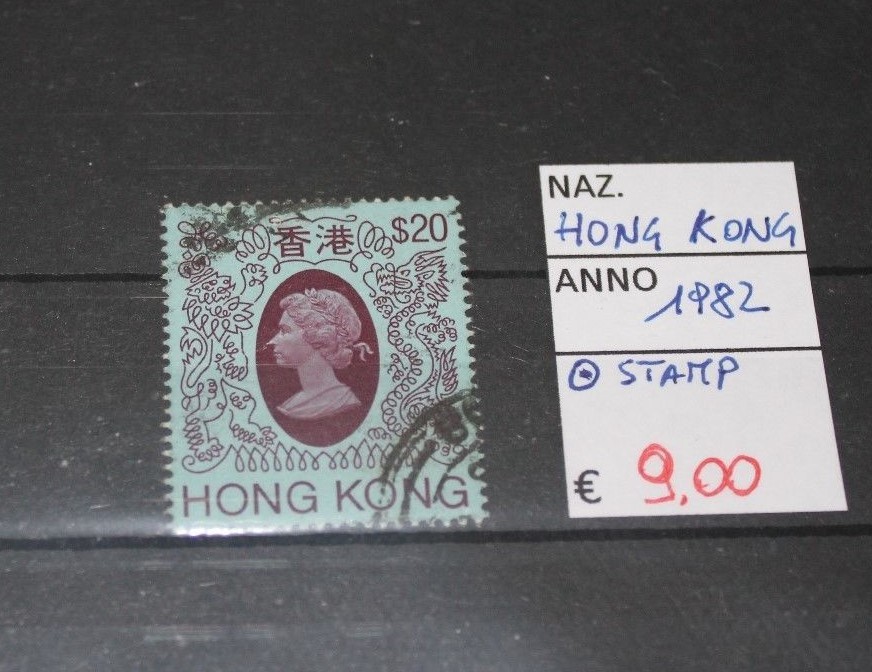 香港 $20
HONG KONG
NAZ.
HONG KONG
ANNO
1982
STAMP
€ 9,00